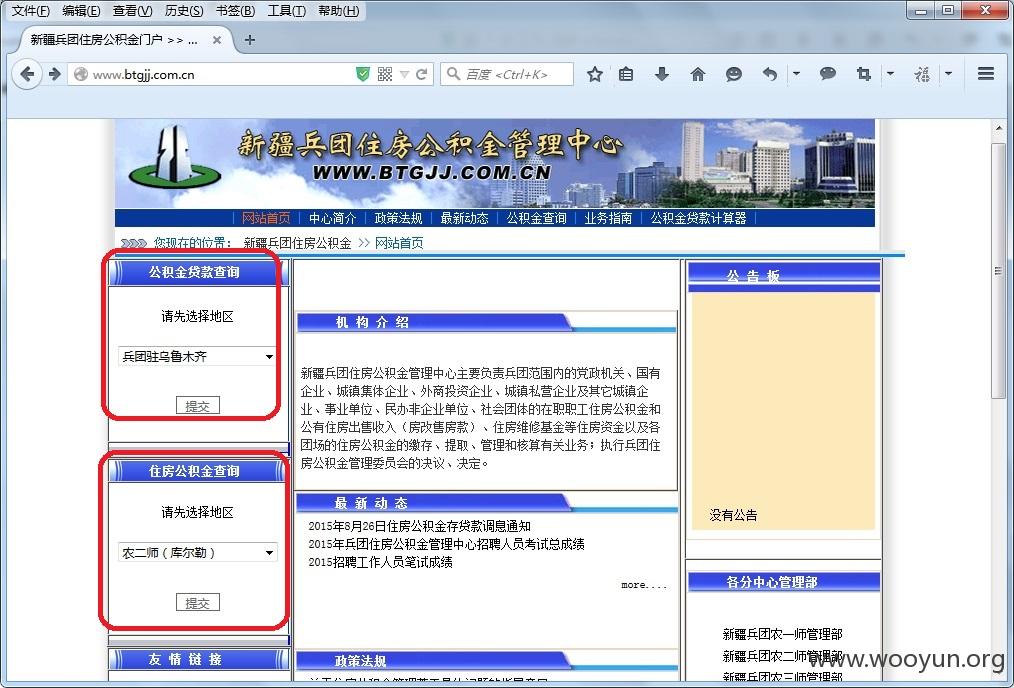 文件(F) 编辑(E) 查看(V) 历史(S) 书签(B) 工具(T) 帮助(H)
新疆兵团住房公积金门户 >> ...
www.btgjj.com.cn
百度 <Ctrl+K>
新疆兵团住房公积金管理中心
WWW.BTGJJ.COM.CN
网站首页 | 中心简介 | 政策法规 | 最新动态 | 公积金查询 | 业务指南 | 公积金贷款计算器
您现在的位置: 新疆兵团住房公积金 >> 网站首页
公积金贷款查询
请先选择地区
兵团驻乌鲁木齐
提交
住房公积金查询
请先选择地区
农二师（库尔勒）
提交
友情链接
机构介绍
新疆兵团住房公积金管理中心主要负责兵团范围内的党政机关、国有
企业、城镇集体企业、外商投资企业、城镇私营企业及其它城镇企
业、事业单位、民办非企业单位、社会团体的在职职工住房公积金和
公有住房出售收入（房改售房款）、住房维修基金等住房资金以及各
团场的住房公积金的缴存、提取、管理和核算有关业务；执行兵团住
房公积金管理委员会的决议、决定。
最新动态
2015年8月26日住房公积金存贷款调息通知
2015年兵团住房公积金管理中心招聘人员考试总成绩
2015招聘工作人员笔试成绩
more....
政策法规
公告板
没有公告
各分中心管理部
新疆兵团农一师管理部
新疆兵团农二师管理部
新疆兵团农三师管理部
www.wooyun.org